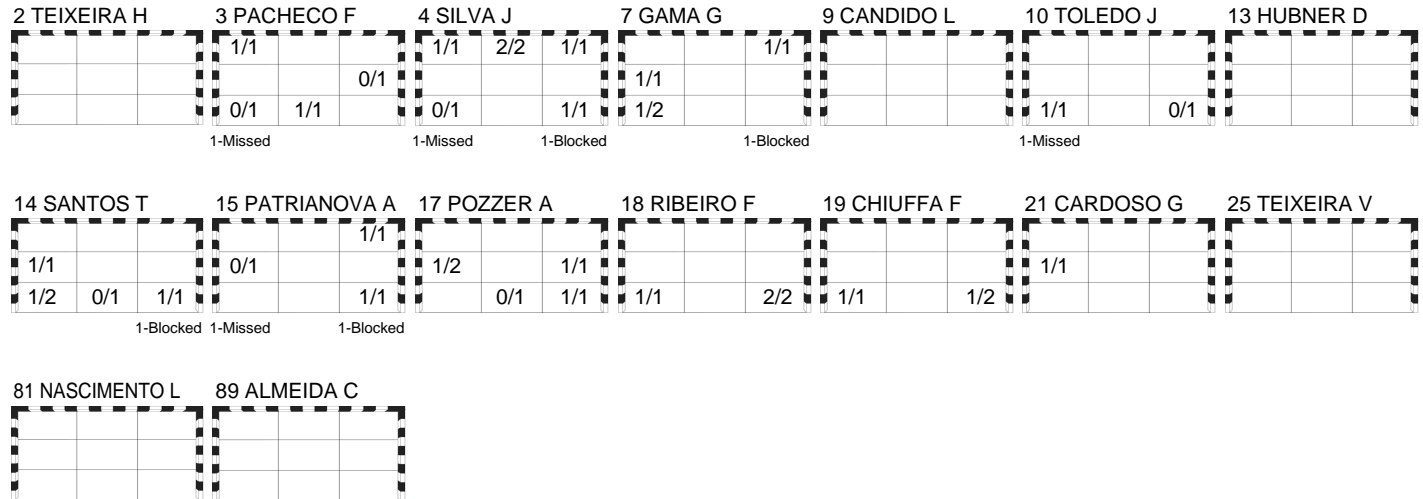 2 TEIXEIRA H 3 PACHECO F 4 SILVA J 7 GAMA G 9 CANDIDO L 10 TOLEDO J 13 HUBNER D
1/1 1/1 2/2 1/1 1/1
0/1 1/1
0/1 1/1 0/1 1/1 1/2 1/1 0/1
1-Missed 1-Missed 1-Blocked 1-Blocked 1-Missed
14 SANTOS T 15 PATRIANOVA A 17 POZZER A 18 RIBEIRO F 19 CHIUFFA F 21 CARDOSO G 25 TEIXEIRA V
1/1
1/1 0/1 1/2 1/1 1/1
1/2 0/1 1/1 1/1 0/1 1/1 1/1 2/2 1/1 1/2
1-Blocked 1-Missed 1-Blocked
81 NASCIMENTO L 89 ALMEIDA C